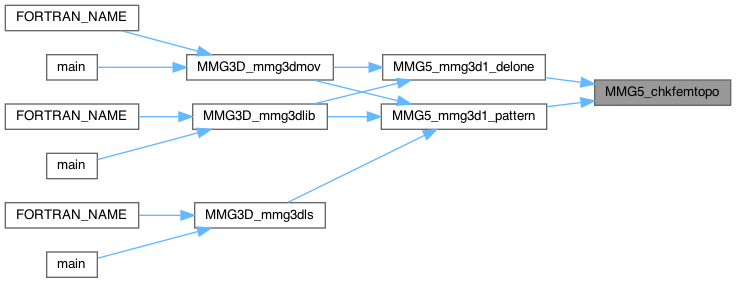 FORTRAN_NAME
main
MMG3D_mmg3dmov
MMG5_mmg3d1_delone
MMG5_chkfemtopo
FORTRAN_NAME
MMG3D_mmg3dlib
MMG5_mmg3d1_pattern
main
FORTRAN_NAME
MMG3D_mmg3dls
main